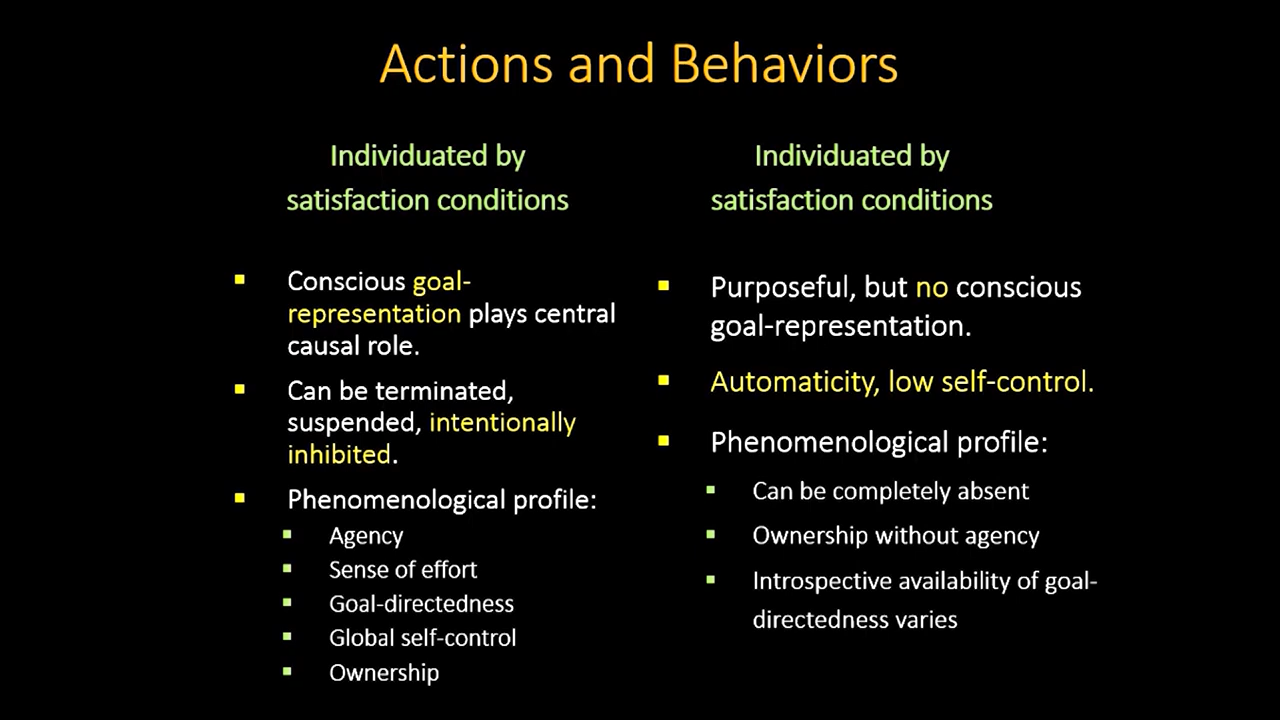 Actions and Behaviors
Individuated by
satisfaction conditions
Conscious goal-
representation plays central
causal role.
Can be terminated,
suspended, intentionally
inhibited.
Phenomenological profile:
Agency
Sense of effort
Goal-directedness
Global self-control
Ownership
Individuated by
satisfaction conditions
Purposeful, but no conscious
goal-representation.
Automaticity, low self-control.
Phenomenological profile:
Can be completely absent
Ownership without agency
Introspective availability of goal-
directedness varies